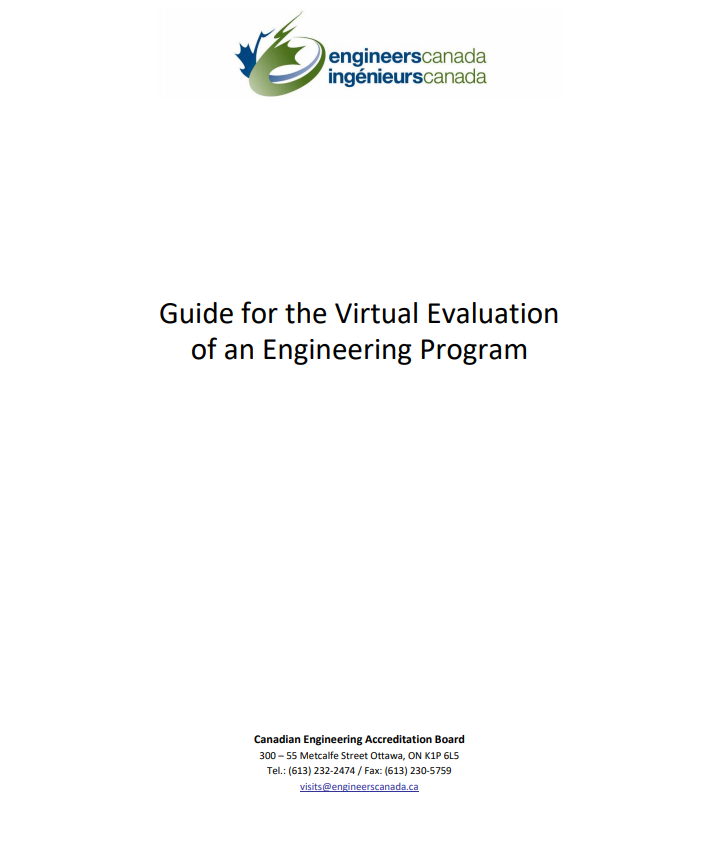 engineerscanada
ingénieurscanada
Guide for the Virtual Evaluation
of an Engineering Program
Canadian Engineering Accreditation Board
300 – 55 Metcalfe Street Ottawa, ON K1P 6L5
Tel.: (613) 232-2474 / Fax: (613) 230-5759
visits@engineerscanada.ca